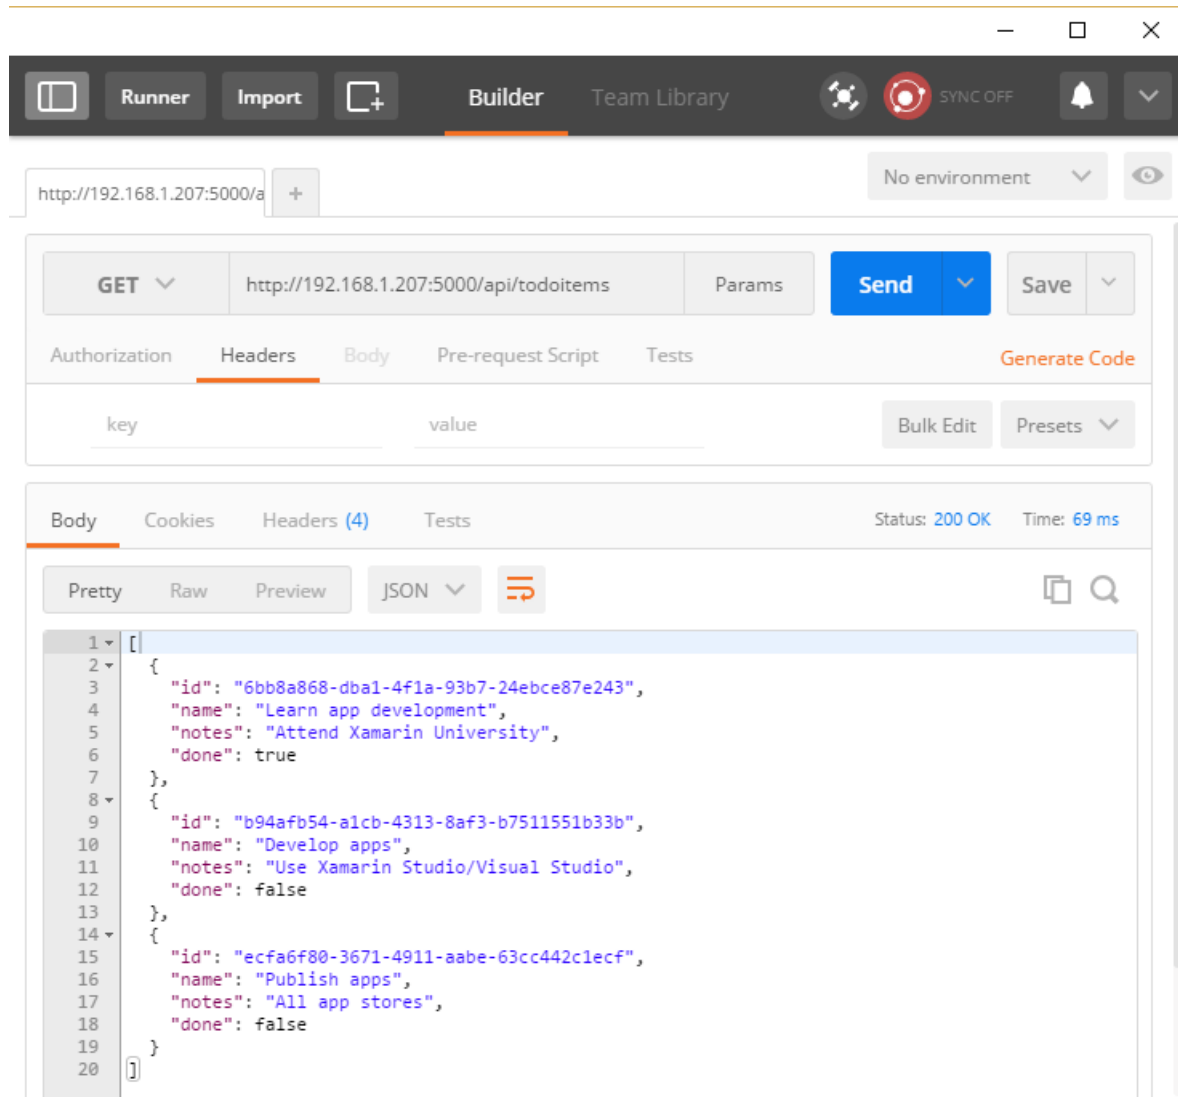 Runner Import Builder Team Library SYNC OFF
http://192.168.1.207:5000/a + No environment
GET http://192.168.1.207:5000/api/todoitems Params Send Save
Authorization Headers Body Pre-request Script Tests Generate Code
key value Bulk Edit Presets
Body Cookies Headers (4) Tests Status: 200 OK Time: 69 ms
Pretty Raw Preview JSON
1 [
2 {
3 "id": "6bb8a868-dba1-4f1a-93b7-24ebce87e243",
4 "name": "Learn app development",
5 "notes": "Attend Xamarin University",
6 "done": true
7 },
8 {
9 "id": "b94afb54-a1cb-4313-8af3-b7511551b33b",
10 "name": "Develop apps",
11 "notes": "Use Xamarin Studio/Visual Studio",
12 "done": false
13 },
14 {
15 "id": "ecfa6f80-3671-4911-aabe-63cc442c1ecf",
16 "name": "Publish apps",
17 "notes": "All app stores",
18 "done": false
19 }
20 ]